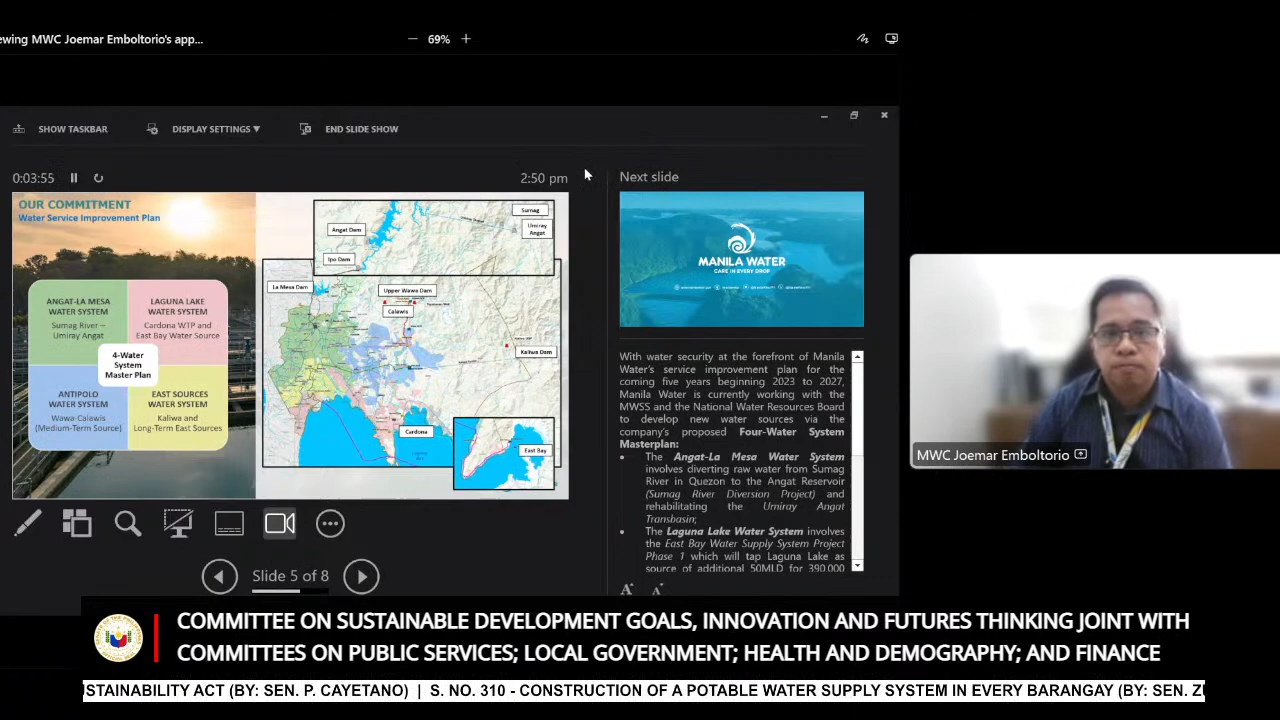 ewing MWC Joemar Emboltorio's app...
69%
SHOW TASKBAR
DISPLAY SETTINGS
END SLIDE SHOW
0:03:55
2:50 pm
OUR COMMITMENT
Water Service Improvement Plan
ANGAT-LA MESA
WATER SYSTEM
Sumag River –
Umiray Angat
LAGUNA LAKE
WATER SYSTEM
Cardona WTP and
East Bay Water Source
4-Water
System
Master Plan
ANTIPOLO
WATER SYSTEM
Wawa-Calawis
(Medium-Term Source)
EAST SOURCES
WATER SYSTEM
Kaliwa and
Long-Term East Sources
Sumag
Angat Dam
Umiray
Angat
Ipo Dam
La Mesa Dam
Upper Wawa Dam
Calawis
Kaliwa Dam
Cardona
East Bay
Next slide
MANILA WATER
CARE IN EVERY DROP
With water security at the forefront of Manila
Water's service improvement plan for the
coming five years beginning 2023 to 2027,
Manila Water is currently working with the
MWSS and the National Water Resources Board
to develop new water sources via the
company's proposed Four-Water System
Masterplan:
• The Angat-La Mesa Water System
involves diverting raw water from Sumag
River in Quezon to the Angat Reservoir
(Sumag River Diversion Project) and
rehabilitating the Umiray Angat
Transbasin;
• The Laguna Lake Water System involves
the East Bay Water Supply System Project
Phase 1 which will tap Laguna Lake as
source of additional 50MLD for 390,000
Slide 5 of 8
MWC Joemar Emboltorio
COMMITTEE ON SUSTAINABLE DEVELOPMENT GOALS, INNOVATION AND FUTURES THINKING JOINT WITH
COMMITTEES ON PUBLIC SERVICES; LOCAL GOVERNMENT; HEALTH AND DEMOGRAPHY; AND FINANCE
USTAINABILITY ACT (BY: SEN. P. CAYETANO) | S. NO. 310 - CONSTRUCTION OF A POTABLE WATER SUPPLY SYSTEM IN EVERY BARANGAY (BY: SEN. ZU